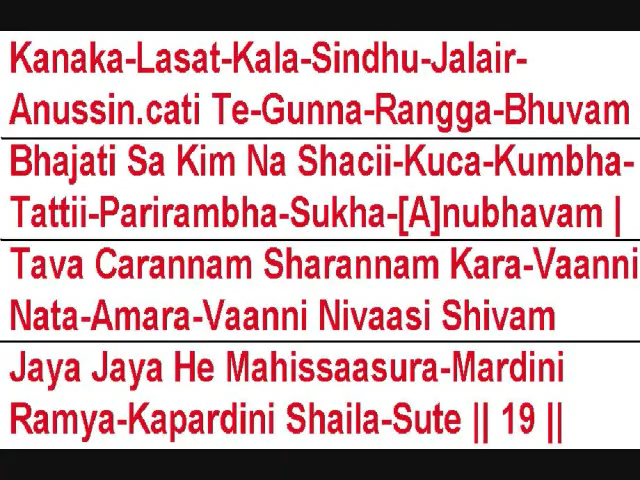 Kanaka-Lasat-Kala-Sindhu-Jalair-
Anussin.cati Te-Gunna-Rangga-Bhuvam
Bhajati Sa Kim Na Shacii-Kuca-Kumbha-
Tattii-Parirambha-Sukha-[A]nubhavam |
Tava Carannam Sharannam Kara-Vaanni
Nata-Amara-Vaanni Nivaasi Shivam
Jaya Jaya He Mahissaasura-Mardini
Ramya-Kapardini Shaila-Sute || 19 ||